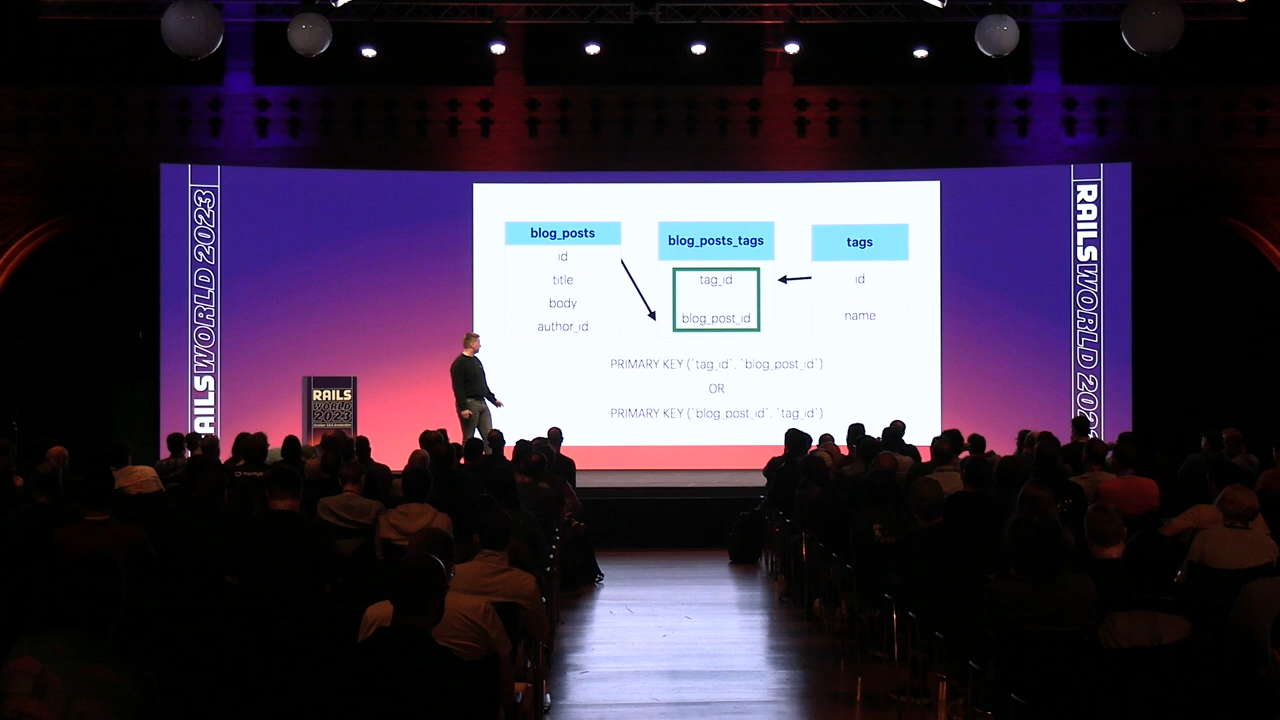 RAILS WORLD 2023
blog_posts
id
title
body
author_id
blog_posts_tags
tag_id
blog_post_id
tags
id
name
PRIMARY KEY (`tag_id`, `blog_post_id`)
OR
PRIMARY KEY (`blog_post_id`, `tag_id`)
RAILS WORLD 2023
RAILS
WORLD
2023